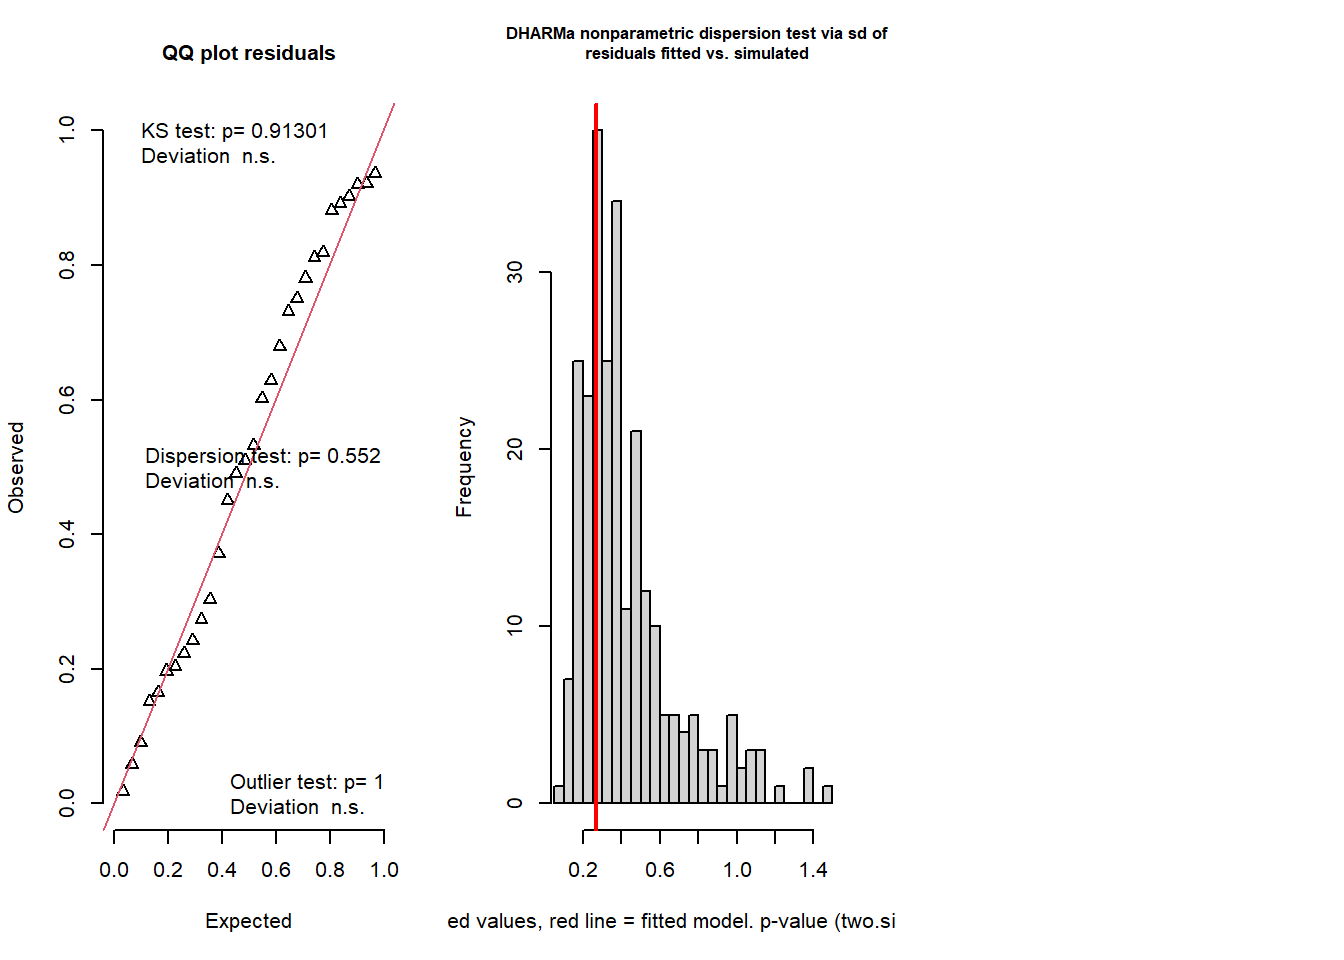 QQ plot residuals
KS test: p= 0.91301
Deviation  n.s.
Dispersion test: p= 0.552
Deviation  n.s.
Outlier test: p= 1
Deviation  n.s.
Observed
0.0 0.2 0.4 0.6 0.8 1.0
0.0 0.2 0.4 0.6 0.8 1.0
Expected
DHARMa nonparametric dispersion test via sd of
residuals fitted vs. simulated
Frequency
0 10 20 30
0.2 0.6 1.0 1.4
ed values, red line = fitted model. p-value (two.si